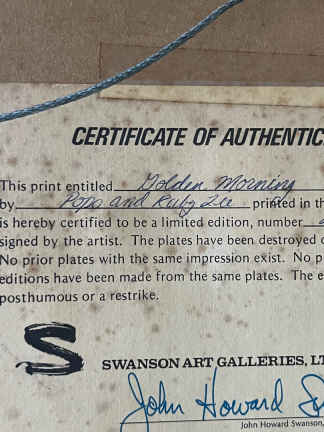 CERTIFICATE OF AUTHENTIC
This print entitled Golden Morning
by Pops and Ruby Lee printed in th
is hereby certified to be a limited edition, number
signed by the artist. The plates have been destroyed
No prior plates with the same impression exist. No p
editions have been made from the same plates. The e
posthumous or a restrike.
S
SWANSON ART GALLERIES, LT
John Howard
John Howard Swanson,